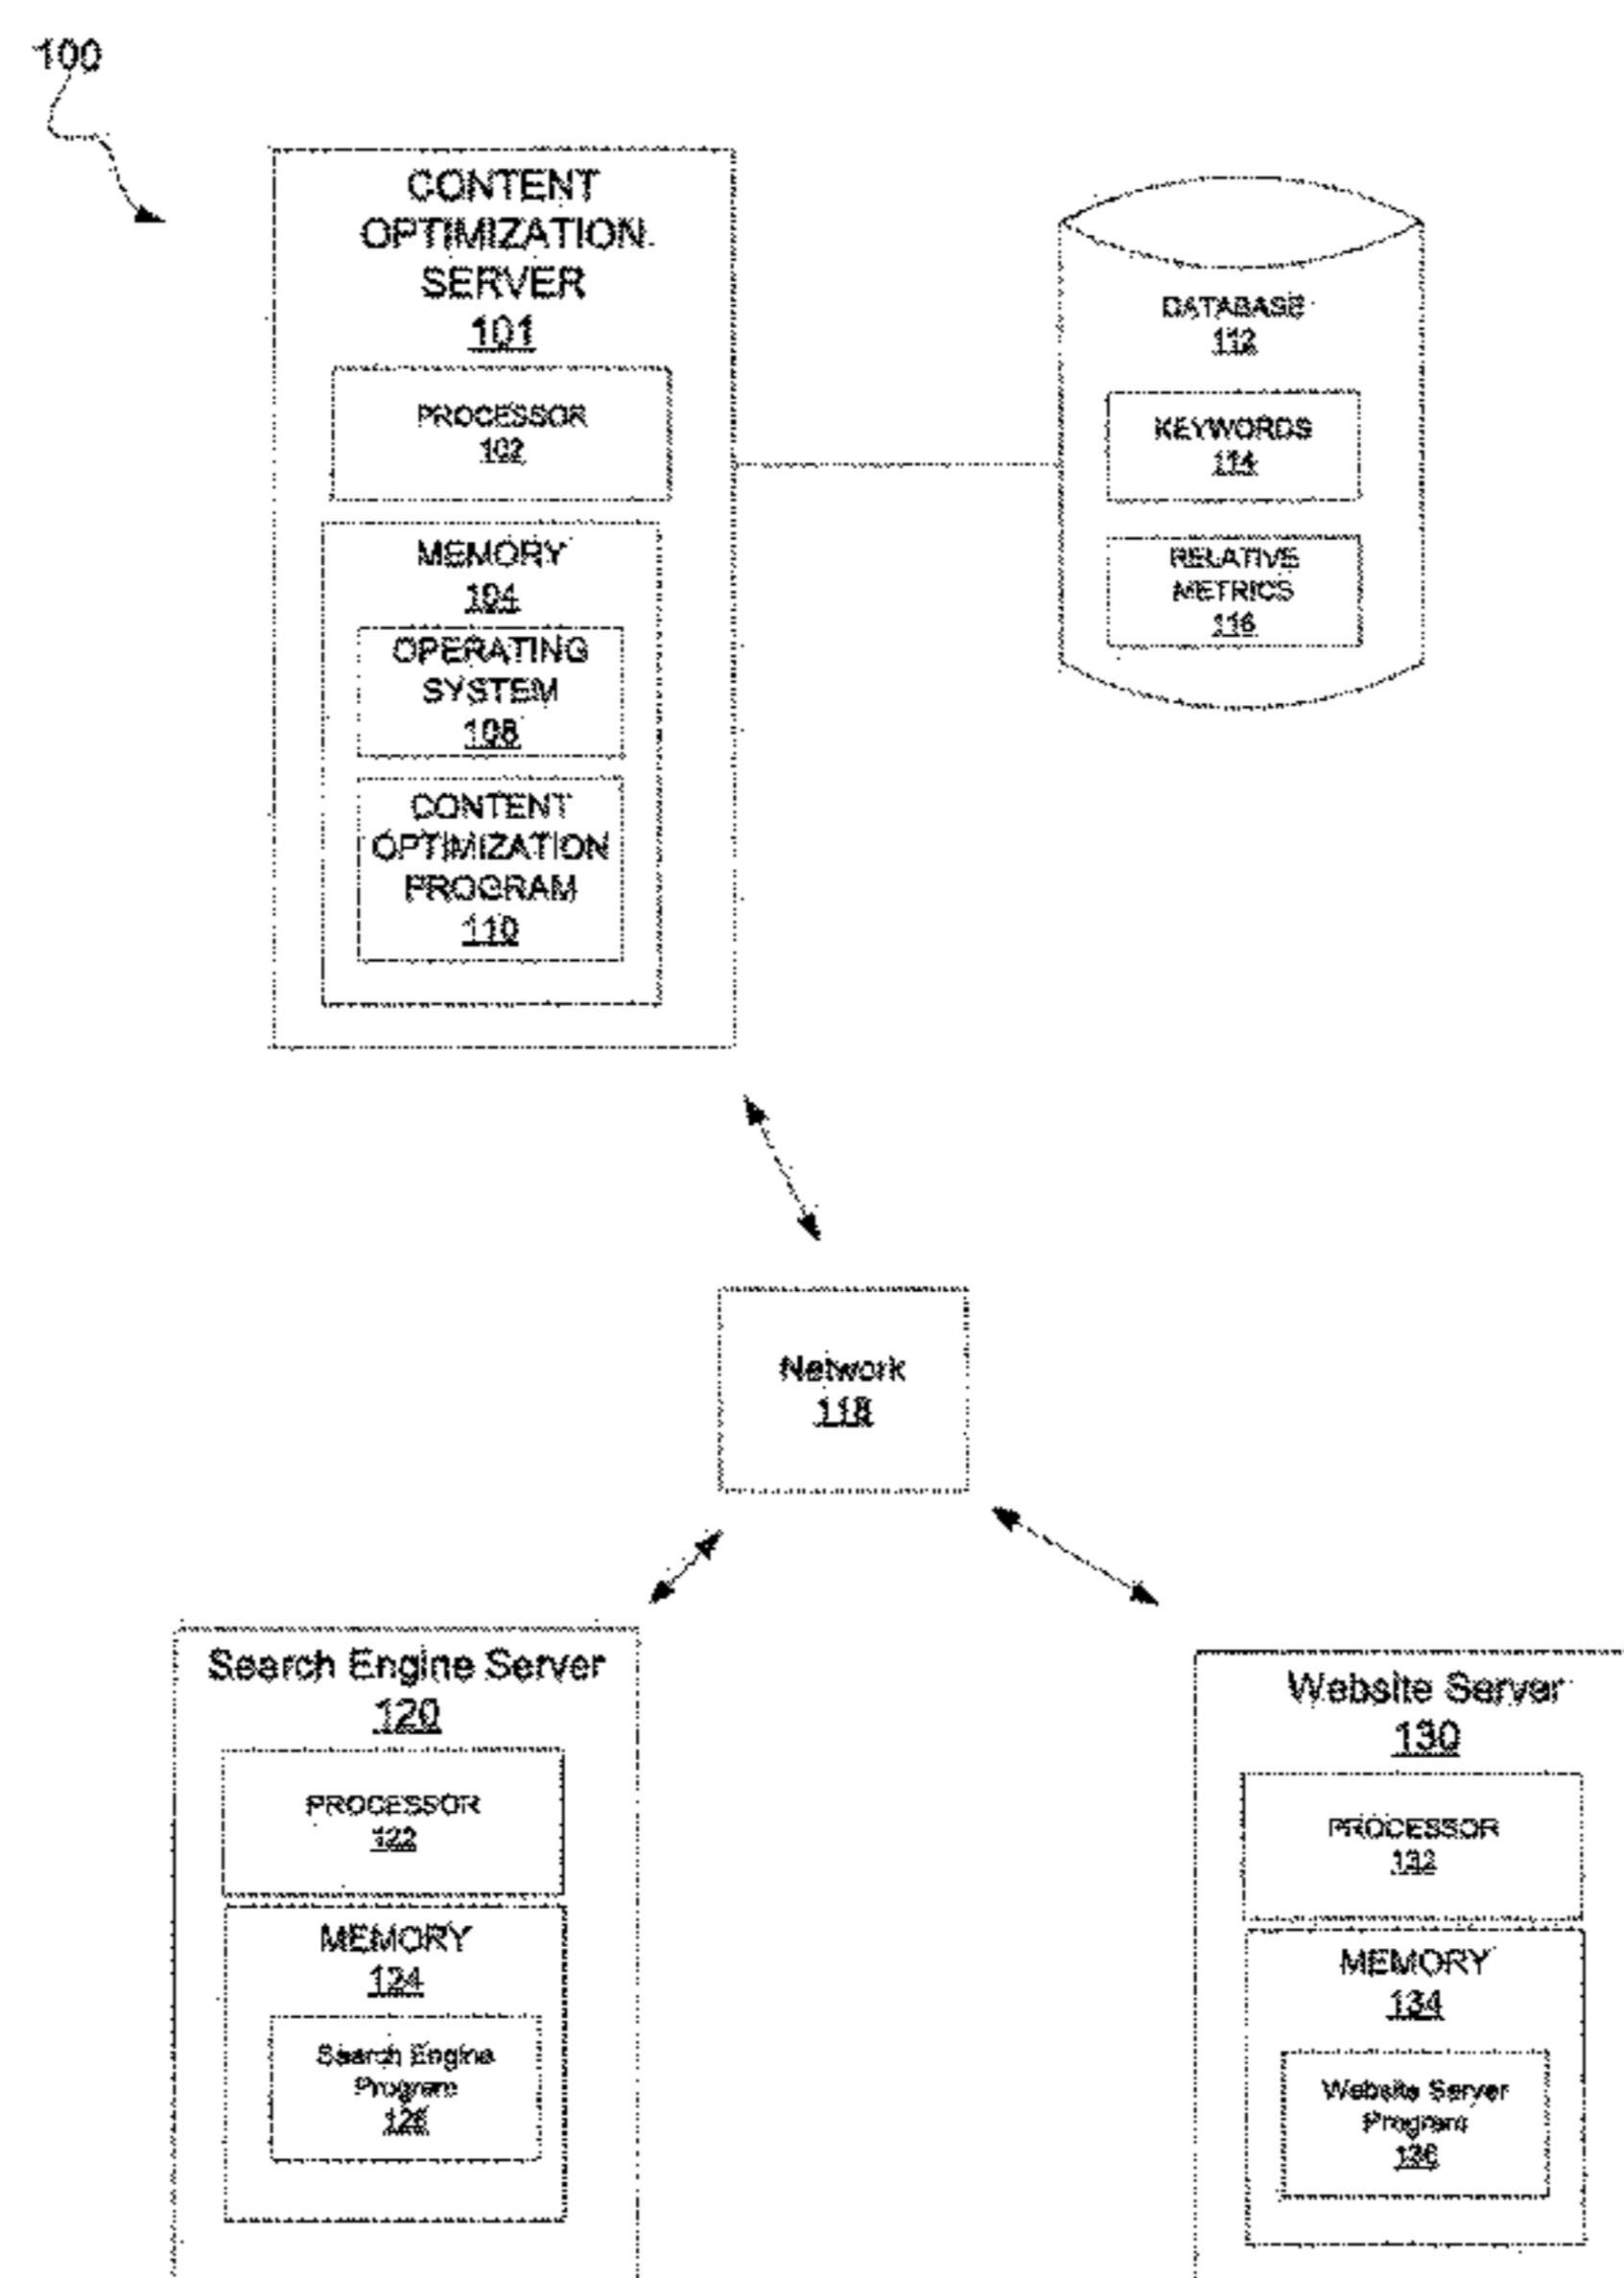 100
CONTENT
OPTIMIZATION
SERVER
101
PROCESSOR
102
MEMORY
104
OPERATING
SYSTEM
108
CONTENT
OPTIMIZATION
PROGRAM
110
DATABASE
112
KEYWORDS
114
RELATIVE
METRICS
116
Network
118
Search Engine Server
120
PROCESSOR
122
MEMORY
124
Search Engine
Program
126
Website Server
130
PROCESSOR
132
MEMORY
134
Website Server
Program
136